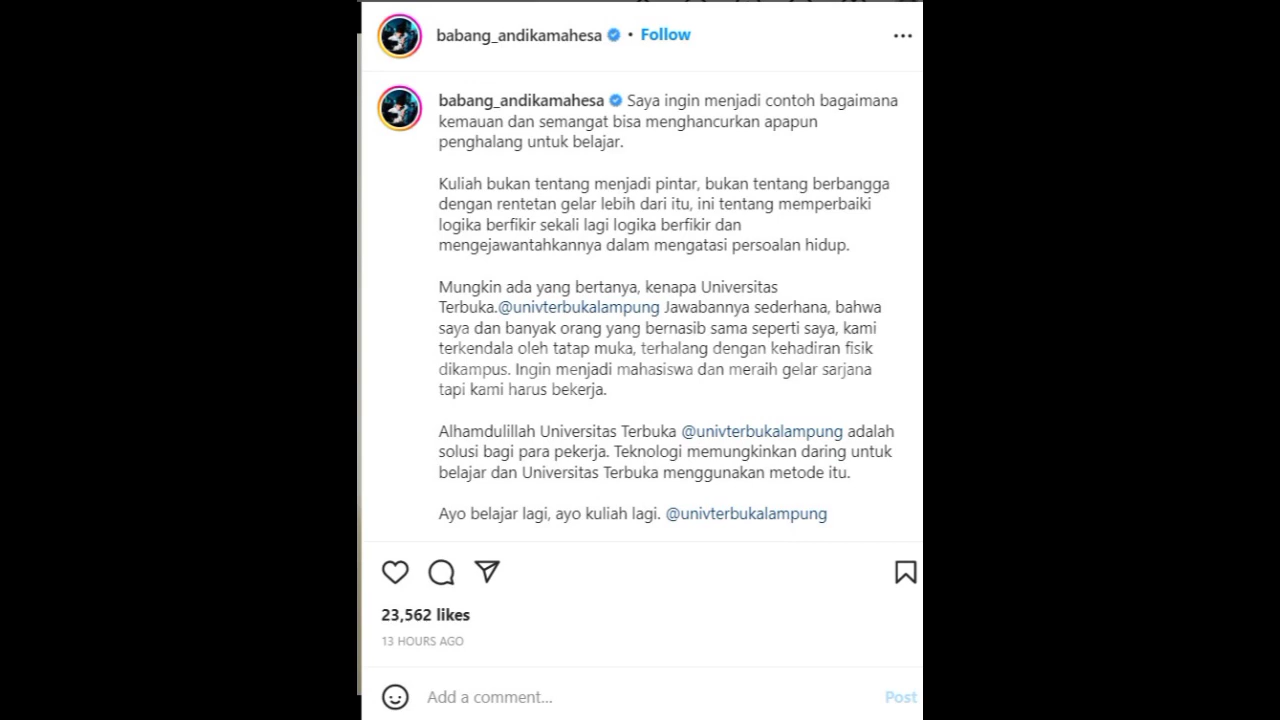 babang_andikamahesa • Follow
babang_andikamahesa Saya ingin menjadi contoh bagaimana
kemauan dan semangat bisa menghancurkan apapun
penghalang untuk belajar.
Kuliah bukan tentang menjadi pintar, bukan tentang berbangga
dengan rentetan gelar lebih dari itu, ini tentang memperbaiki
logika berfikir sekali lagi logika berfikir dan
mengejawantahkannya dalam mengatasi persoalan hidup.
Mungkin ada yang bertanya, kenapa Universitas
Terbuka.@univterbukalampung Jawabannya sederhana, bahwa
saya dan banyak orang yang bernasib sama seperti saya, kami
terkendala oleh tatap muka, terhalang dengan kehadiran fisik
dikampus. Ingin menjadi mahasiswa dan meraih gelar sarjana
tapi kami harus bekerja.
Alhamdulillah Universitas Terbuka @univterbukalampung adalah
solusi bagi para pekerja. Teknologi memungkinkan daring untuk
belajar dan Universitas Terbuka menggunakan metode itu.
Ayo belajar lagi, ayo kuliah lagi. @univterbukalampung
23,562 likes
13 HOURS AGO
Add a comment...
Post